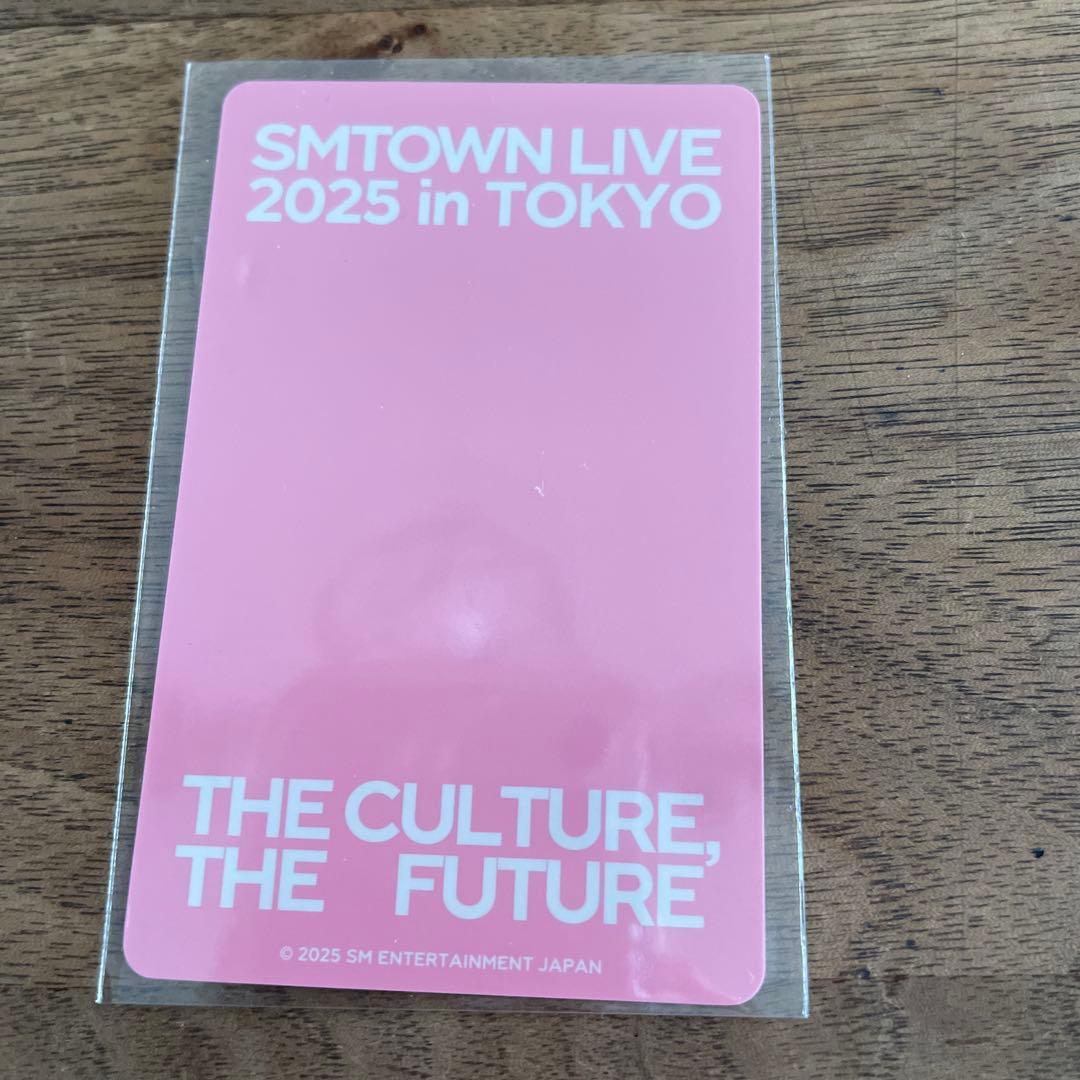 SMTOWN LIVE
2025 in TOKYO
THE CULTURE,
THE FUTURE
© 2025 SM ENTERTAINMENT JAPAN